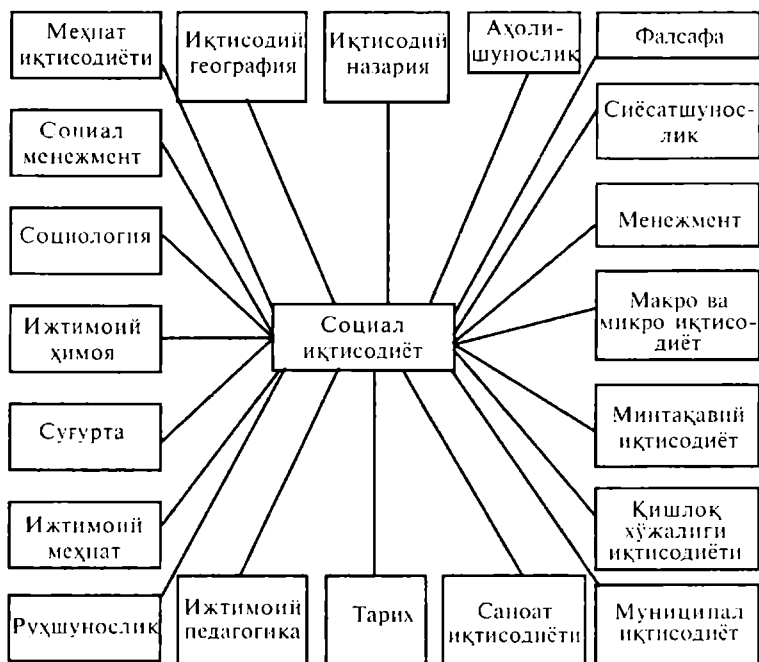 Меҳнат
иқтисодиёти
Иқтисодий
география
Иқтисодий
назария
Аҳоли-
шунослик
Фалсафа
Социал
менежмент
Сиёсатшунос-
лик
Социология
Менежмент
Ижтимоий
ҳимоя
Социал
иқтисодиёт
Макро ва
микро иқтисо-
диёт
Суғурта
Минтақавий
иқтисодиёт
Ижтимоий
меҳнат
Қишлоқ
хўжалиги
иқтисодиёти
Руҳшунослик
Ижтимоий
педагогика
Тарих
Саноат
иқтисодиёти
Муниципал
иқтисодиёт